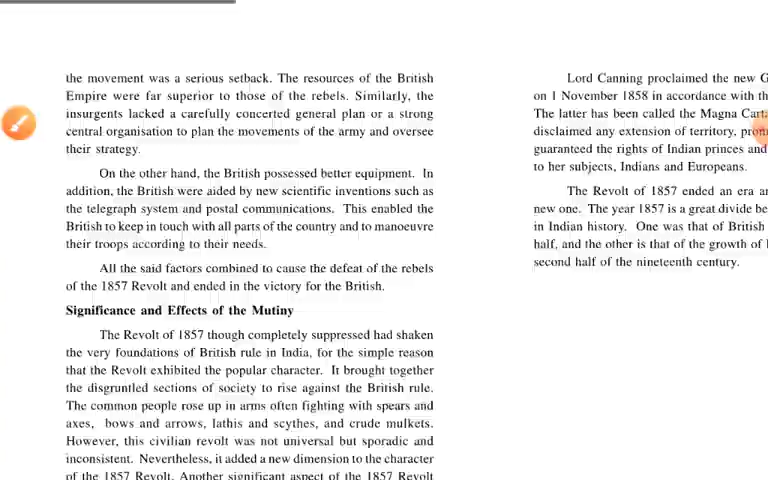 the movement was a serious setback. The resources of the British
Empire were far superior to those of the rebels. Similarly, the
insurgents lacked a carefully concerted general plan or a strong
central organisation to plan the movements of the army and oversee
their strategy.
On the other hand, the British possessed better equipment. In
addition, the British were aided by new scientific inventions such as
the telegraph system and postal communications. This enabled the
British to keep in touch with all parts of the country and to manoeuvre
their troops according to their needs.
All the said factors combined to cause the defeat of the rebels
of the 1857 Revolt and ended in the victory for the British.
Significance and Effects of the Mutiny
The Revolt of 1857 though completely suppressed had shaken
the very foundations of British rule in India, for the simple reason
that the Revolt exhibited the popular character. It brought together
the disgruntled sections of society to rise against the British rule.
The common people rose up in arms often fighting with spears and
axes, bows and arrows, lathis and scythes, and crude mulkets.
However, this civilian revolt was not universal but sporadic and
inconsistent. Nevertheless, it added a new dimension to the character
of the 1857 Revolt. Another significant aspect of the 1857 Revolt
Lord Canning proclaimed the new G
on 1 November 1858 in accordance with th
The latter has been called the Magna Cart
disclaimed any extension of territory, pro
guaranteed the rights of Indian princes and
to her subjects, Indians and Europeans.
The Revolt of 1857 ended an era a
new one. The year 1857 is a great divide be
in Indian history. One was that of British
half, and the other is that of the growth of
second half of the nineteenth century.